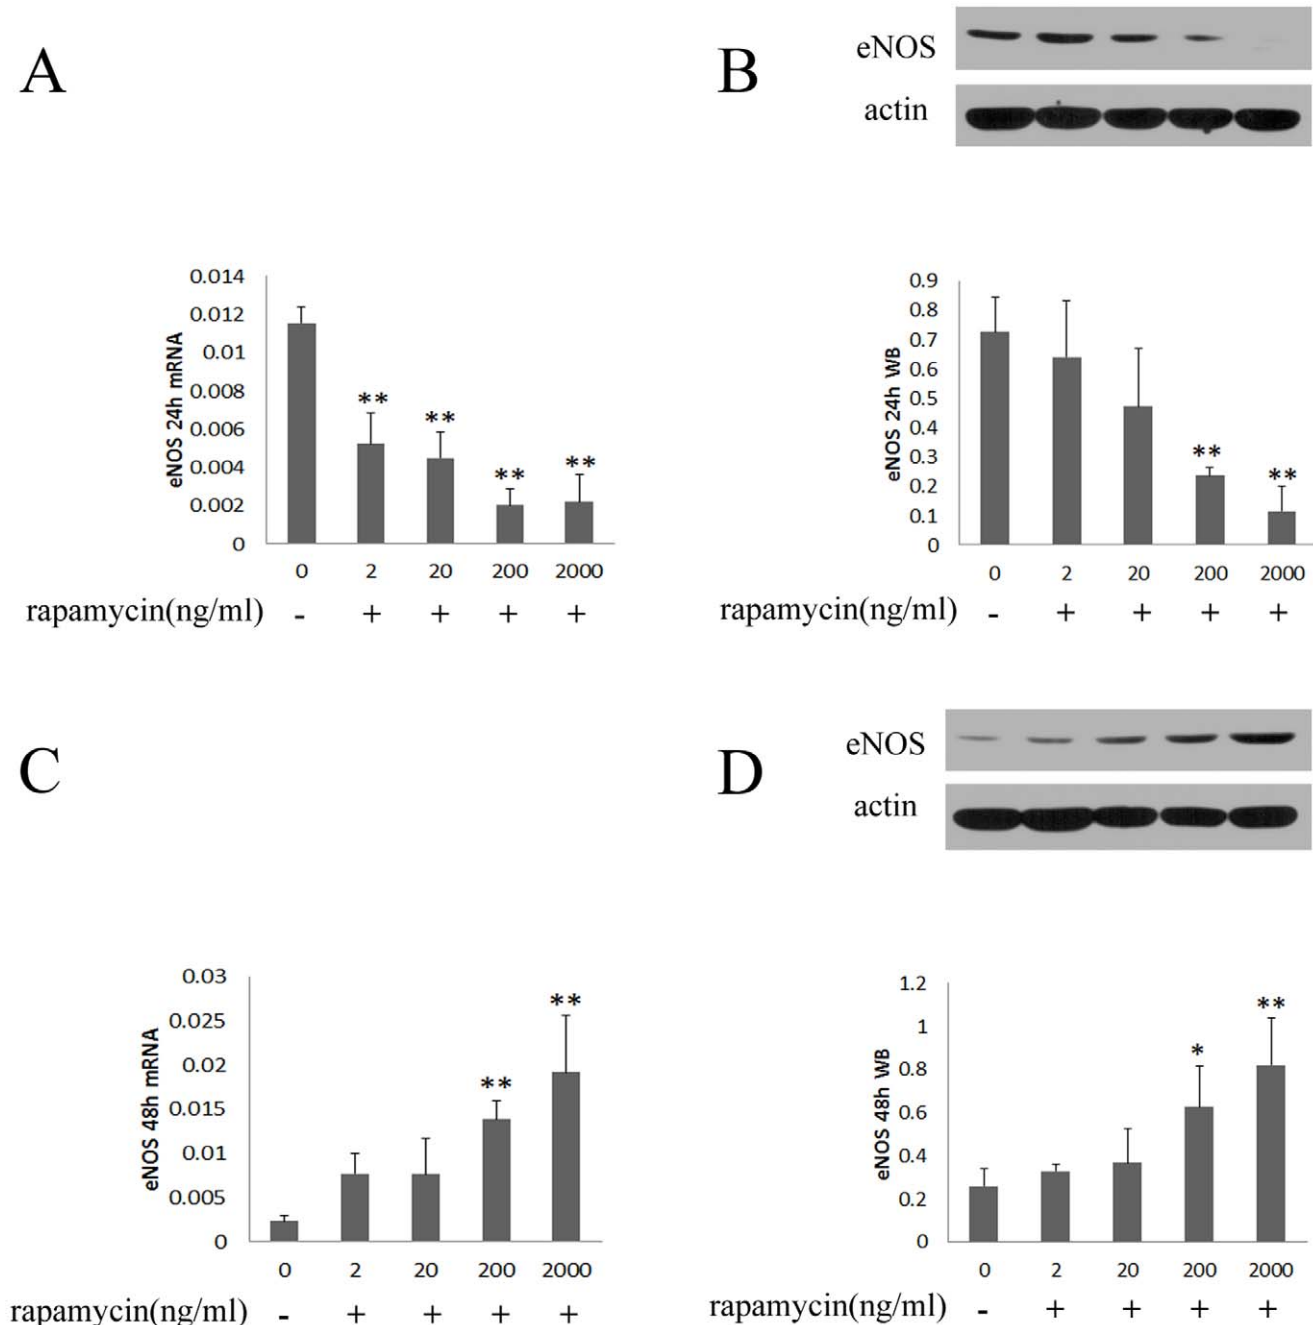 A
eNOS
actin
eNOS 24h mRNA
0.014
0.012
0.01
0.008
0.006
0.004
0.002
0
**
**
**
**
0 2 20 200 2000
rapamycin(ng/ml) - + + + +
B
eNOS 24h WB
0.9
0.8
0.7
0.6
0.5
0.4
0.3
0.2
0.1
0
**
**
0 2 20 200 2000
rapamycin(ng/ml) - + + + +
C
eNOS 48h mRNA
0.03
0.025
0.02
0.015
0.01
0.005
0
**
**
0 2 20 200 2000
rapamycin(ng/ml) - + + + +
D
eNOS
actin
eNOS 48h WB
1.2
1
0.8
0.6
0.4
0.2
0
*
**
0 2 20 200 2000
rapamycin(ng/ml) - + + + +